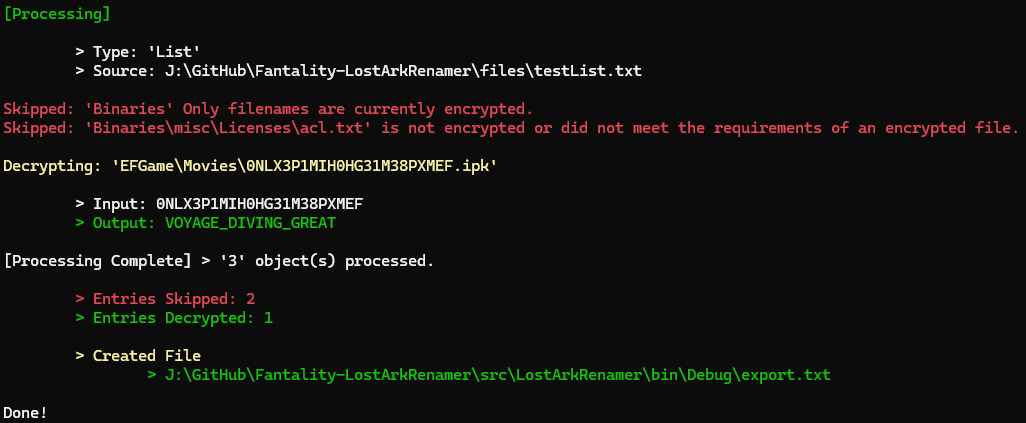 [Processing]
> Type: 'List'
> Source: J:\GitHub\Fantality-LostArkRenamer\files\testList.txt
Skipped: 'Binaries' Only filenames are currently encrypted.
Skipped: 'Binaries\misc\Licenses\acl.txt' is not encrypted or did not meet the requirements of an encrypted file.
Decrypting: 'EFGame\Movies\0NLX3P1MIH0HG31M38PXMEF.ipk'
> Input: 0NLX3P1MIH0HG31M38PXMEF
> Output: VOYAGE_DIVING_GREAT
[Processing Complete] > '3' object(s) processed.
> Entries Skipped: 2
> Entries Decrypted: 1
> Created File
> J:\GitHub\Fantality-LostArkRenamer\src\LostArkRenamer\bin\Debug\export.txt
Done!